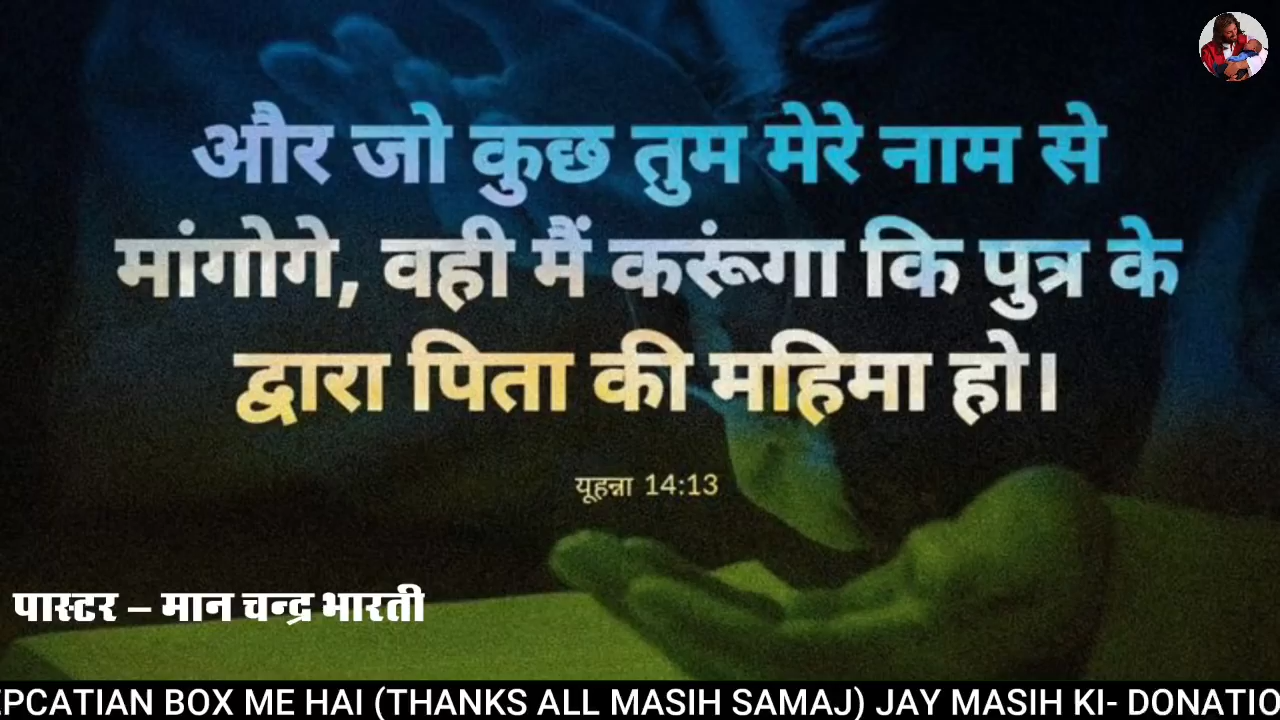 और जो कुछ तुम मेरे नाम से
मांगोगे, वही मैं करूंगा कि पुत्र के
द्वारा पिता की महिमा हो।
यूहन्ना 14:13
पास्टर – मान चन्द्र भारती
EPCATIAN BOX ME HAI (THANKS ALL MASIH SAMAJ) JAY MASIH KI- DONATIO